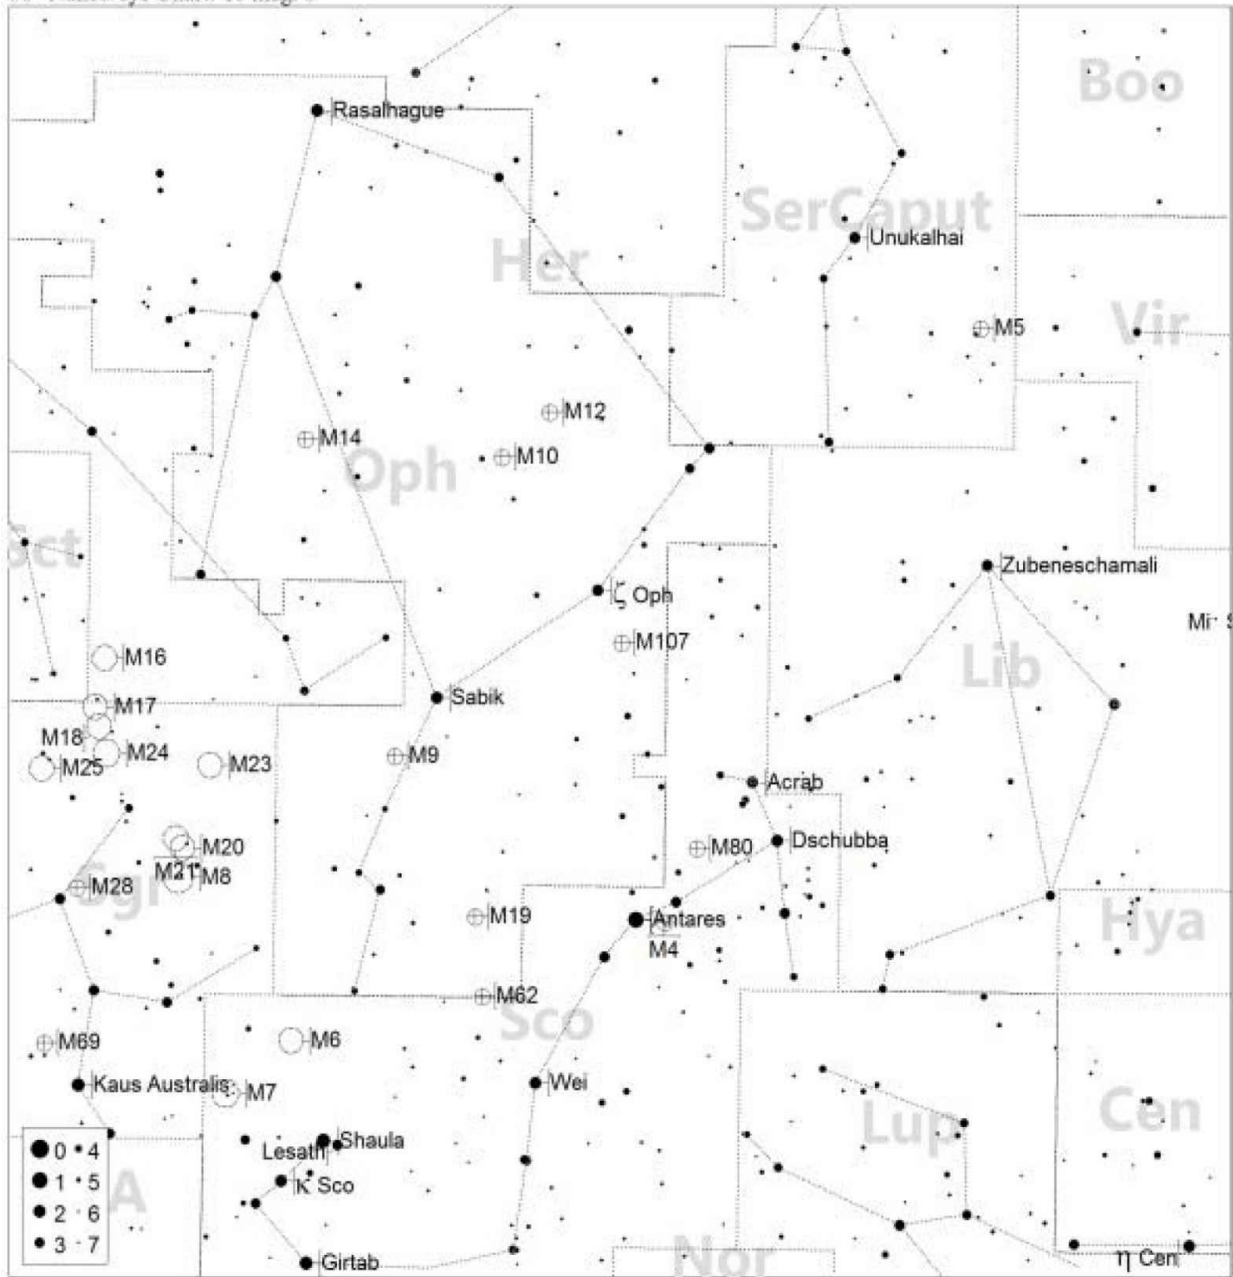 Boo
Rasalhague
SerCaput
Unukalhai
Her
Vir
M5
M12
M14
M10
Oph
Sct
Zubeneschamali
ζ Oph
Mi
M107
M16
Lib
Sabik
M17
M18
M24
M25
M23
M9
Acrab
M20
M80
Dschubba
M21
M8
M28
Sgr
M19
Antares
M4
Hya
M62
Sco
M6
M69
Kaus Australis
M7
Wei
Lup
Cen
Shaula
Lesath
κ Sco
A
0 4
1 5
2 6
3 7
Girtab
Nor
η Cen